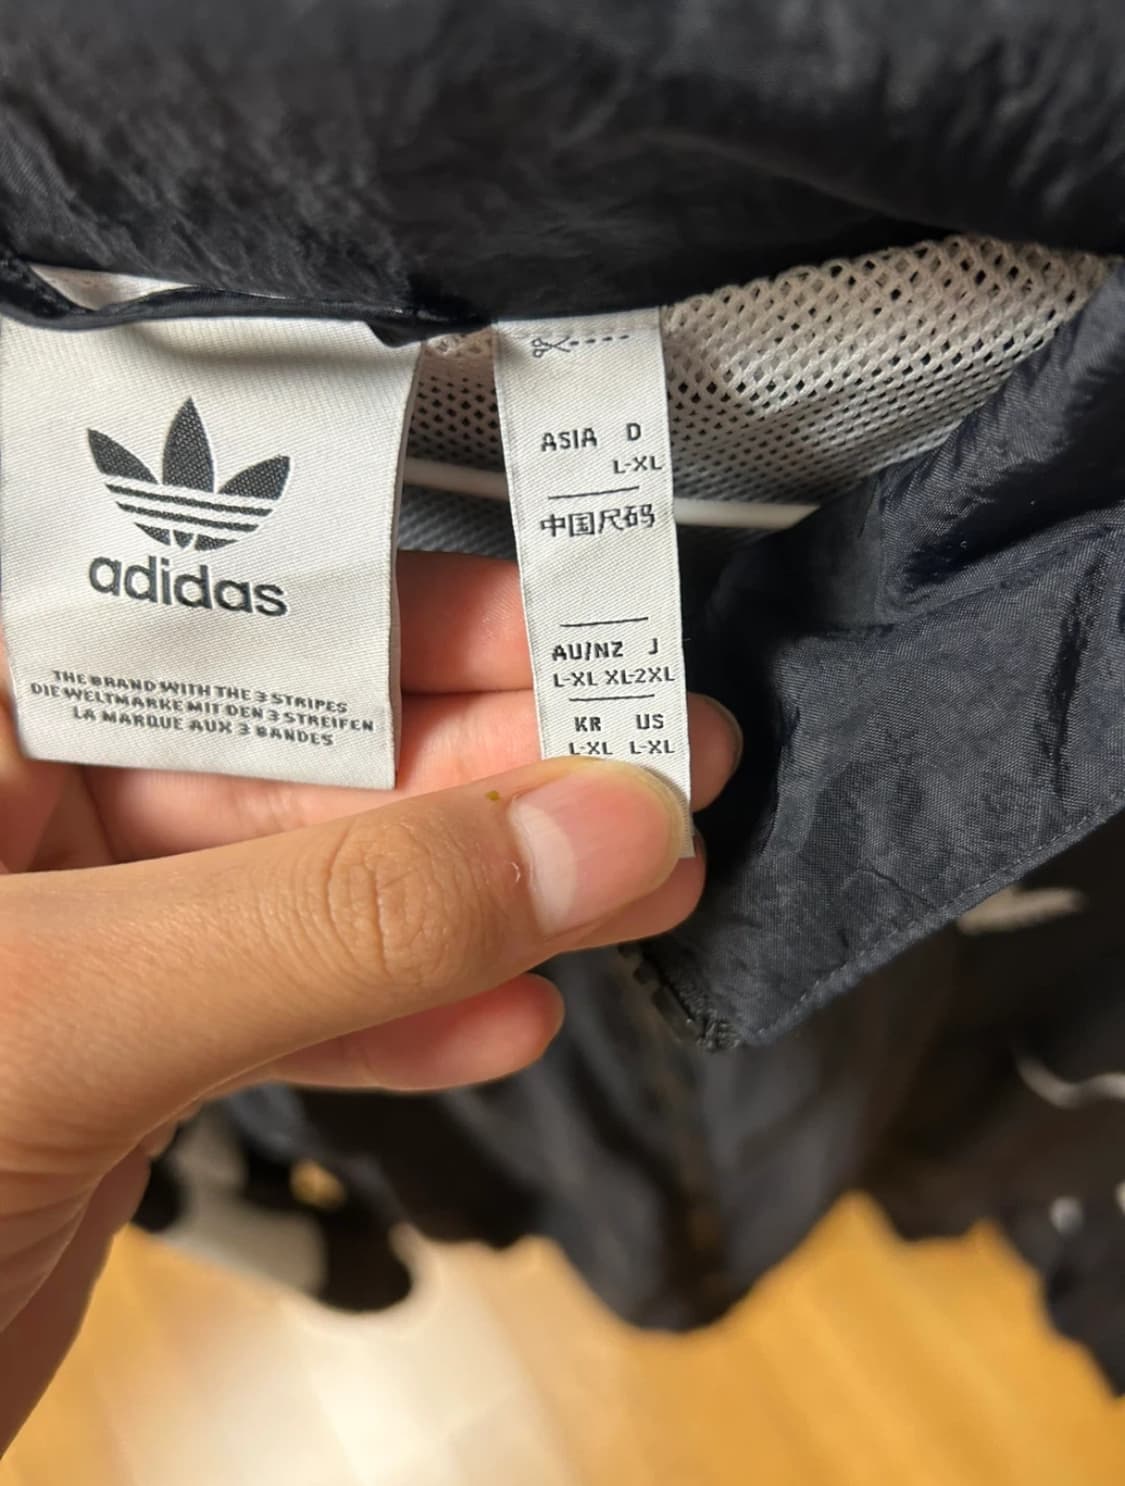 adidas
THE BRAND WITH THE 3 STRIPES
DIE WELTMARKE MIT DEN 3 STREIFEN
LA MARQUE AUX 3 BANDES
ASIA D
L-XL
中国尺码
AU/NZ J
L-XL XL-2XL
KR US
L-XL L-XL